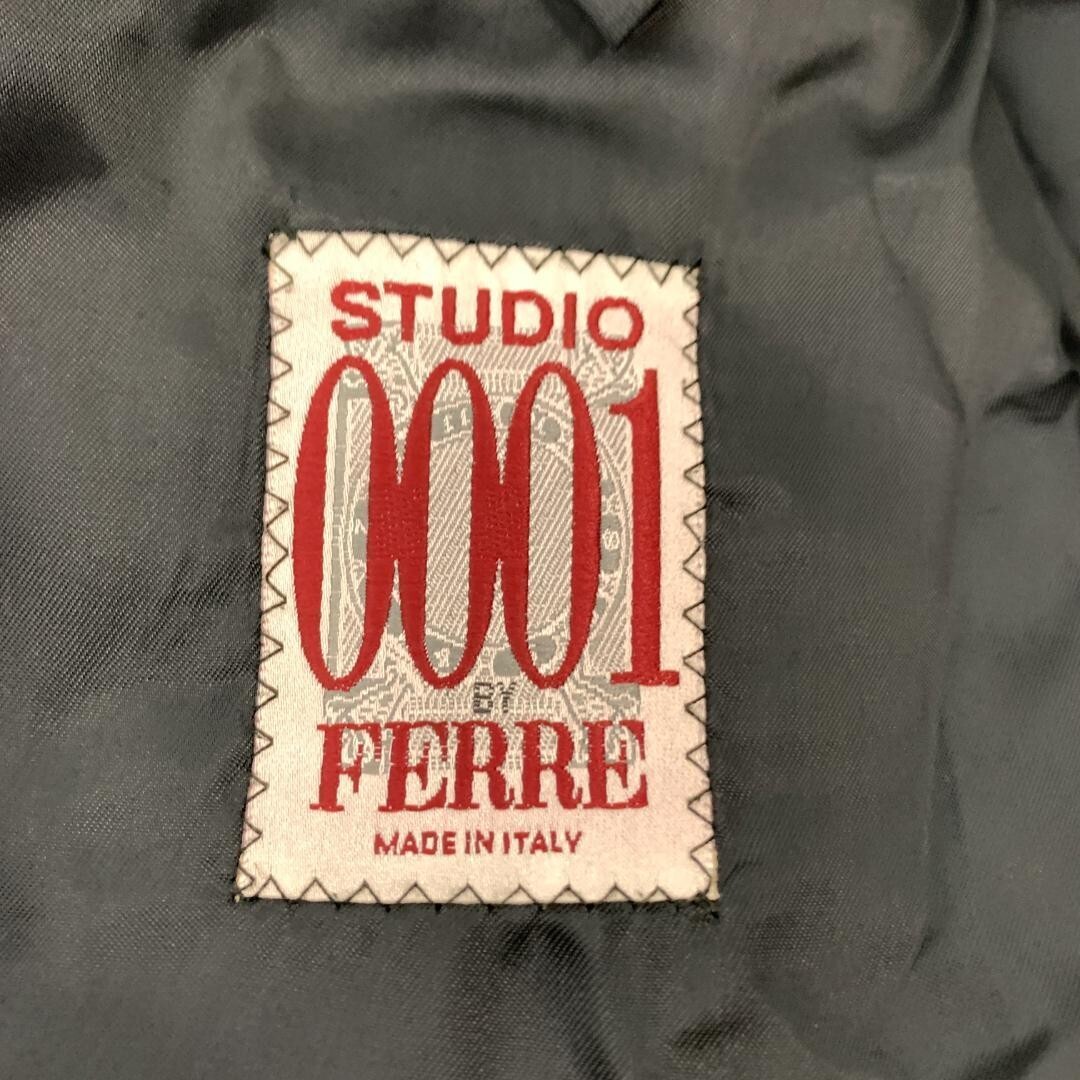 STUDIO
0001
BY
FERRE
MADE IN ITALY